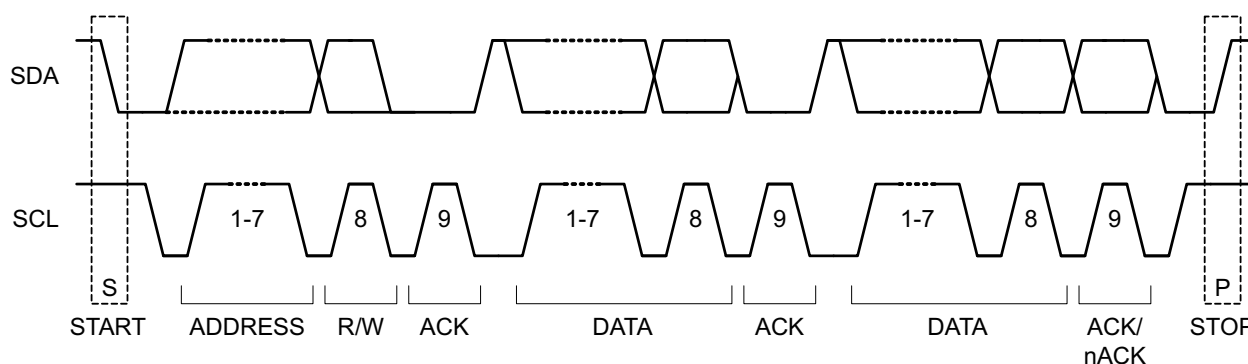 SDA
SCL 1-7 8 9 1-7 8 9 1-7 8 9
S P
START ADDRESS R/W ACK DATA ACK DATA ACK/ STOP
nACK